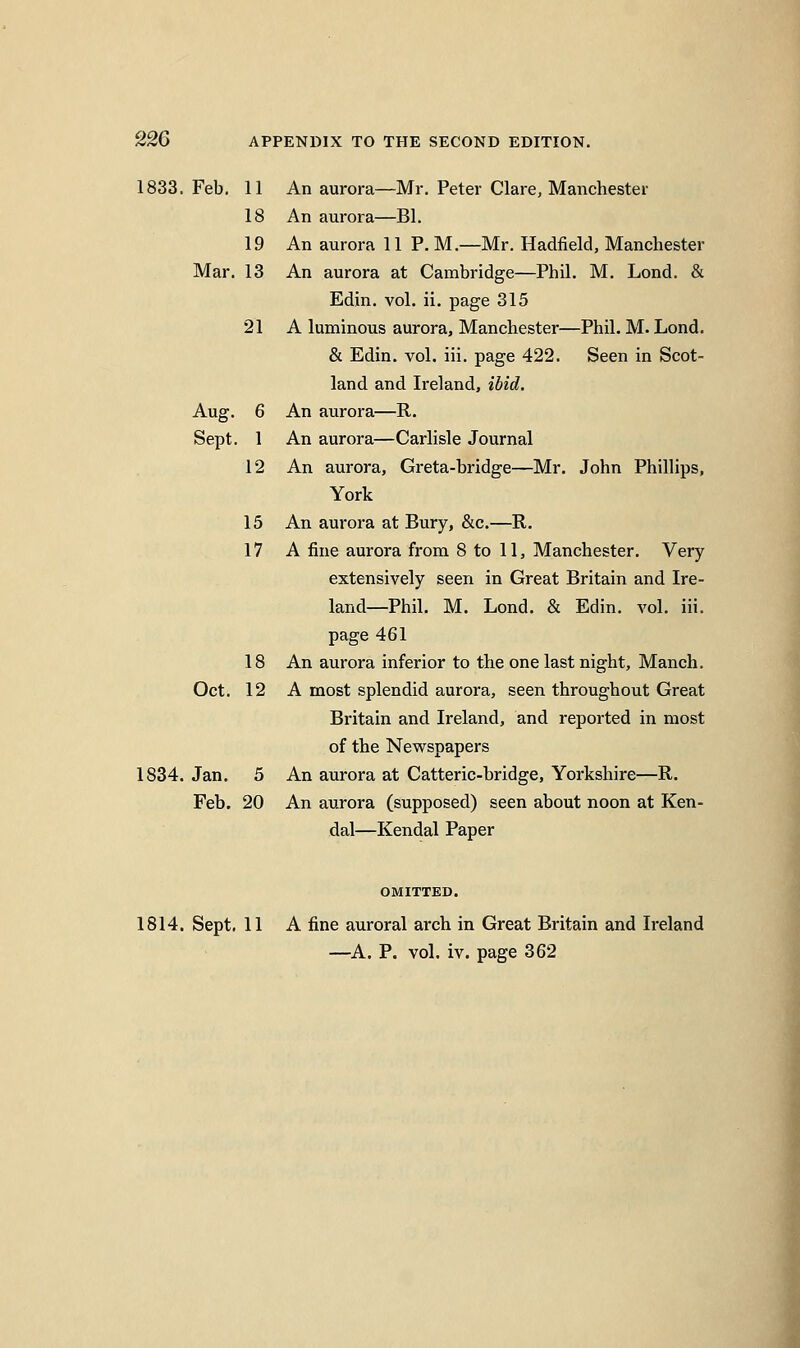 226 APPENDIX TO THE SECOND EDITION.
1833. Feb. 11 An aurora—Mr. Peter Clare, Manchester
18 An aurora—Bl.
19 An aurora 11 P. M.—Mr. Hadfield, Manchester
Mar. 13 An aurora at Cambridge—Phil. M. Lond. &
Edin. vol. ii. page 315
21 A luminous aurora, Manchester—Phil. M. Lond.
& Edin. vol. iii. page 422. Seen in Scot-
land and Ireland, ibid.
Aug. 6 An aurora—R.
Sept. 1 An aurora—Carlisle Journal
12 An aurora, Greta-bridge—Mr. John Phillips,
York
15 An aurora at Bury, &c.—R.
17 A fine aurora from 8 to 11, Manchester. Very
extensively seen in Great Britain and Ire-
land—Phil. M. Lond. & Edin. vol. iii.
page 461
18 An aurora inferior to the one last night, Manch.
Oct. 12 A most splendid aurora, seen throughout Great
Britain and Ireland, and reported in most
of the Newspapers
1834. Jan. 5 An aurora at Catteric-bridge, Yorkshire—R.
Feb. 20 An aurora (supposed) seen about noon at Ken-
dal—Kendal Paper
OMITTED.
1814. Sept. 11 A fine auroral arch in Great Britain and Ireland
—A. P. vol. iv. page 362